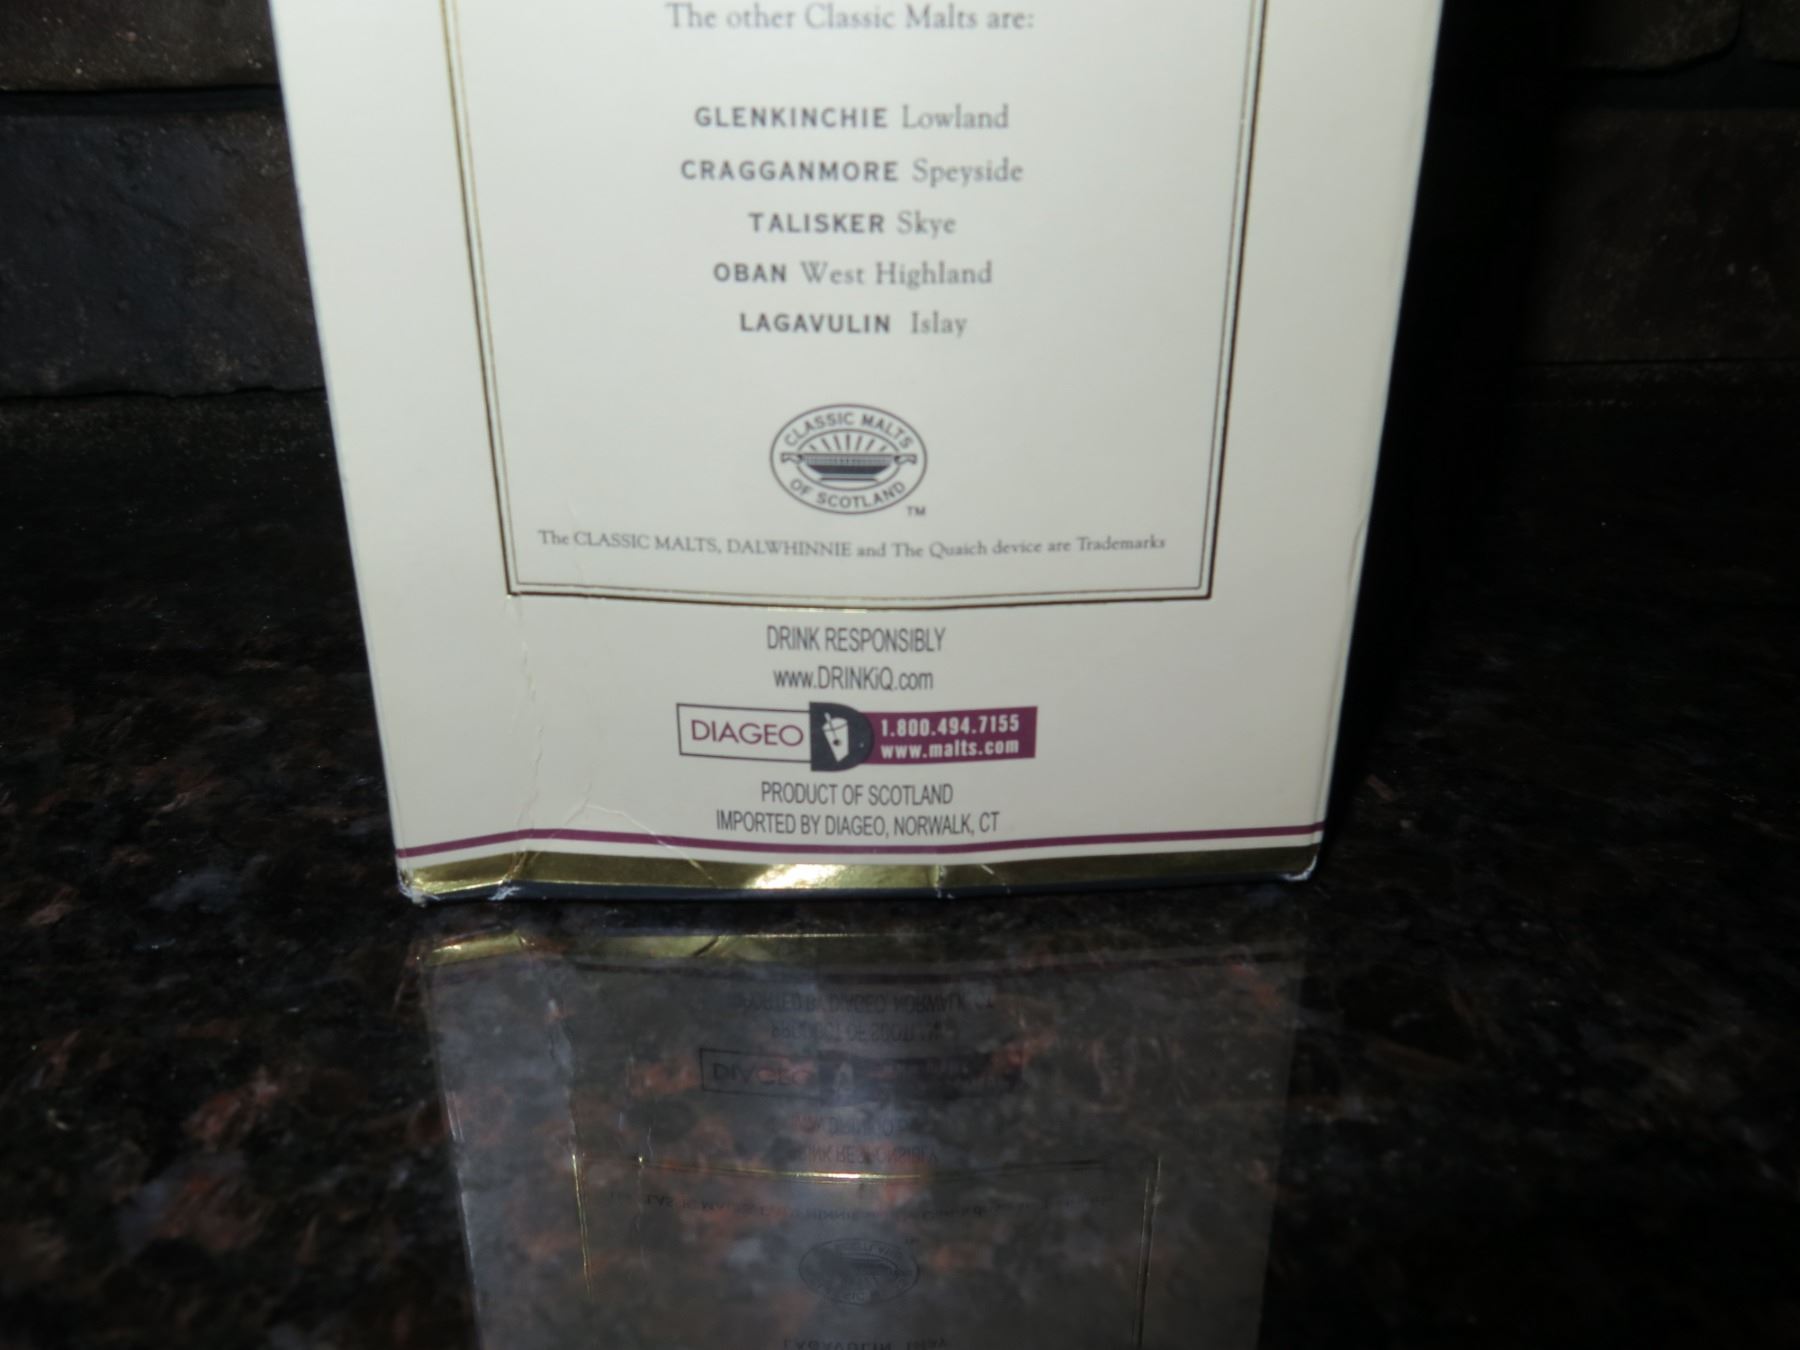 The other Classic Malts are:
GLENKINCHIE Lowland
CRAGGANMORE Speyside
TALISKER Skye
OBAN West Highland
LAGAVULIN Islay
CLASSIC MALTS
OF SCOTLAND
TM
The CLASSIC MALTS, DALWHINNIE and The Quaich device are Trademarks
DRINK RESPONSIBLY
www.DRINKiQ.com
DIAGEO
1.800.494.7155
www.malts.com
PRODUCT OF SCOTLAND
IMPORTED BY DIAGEO, NORWALK, CT